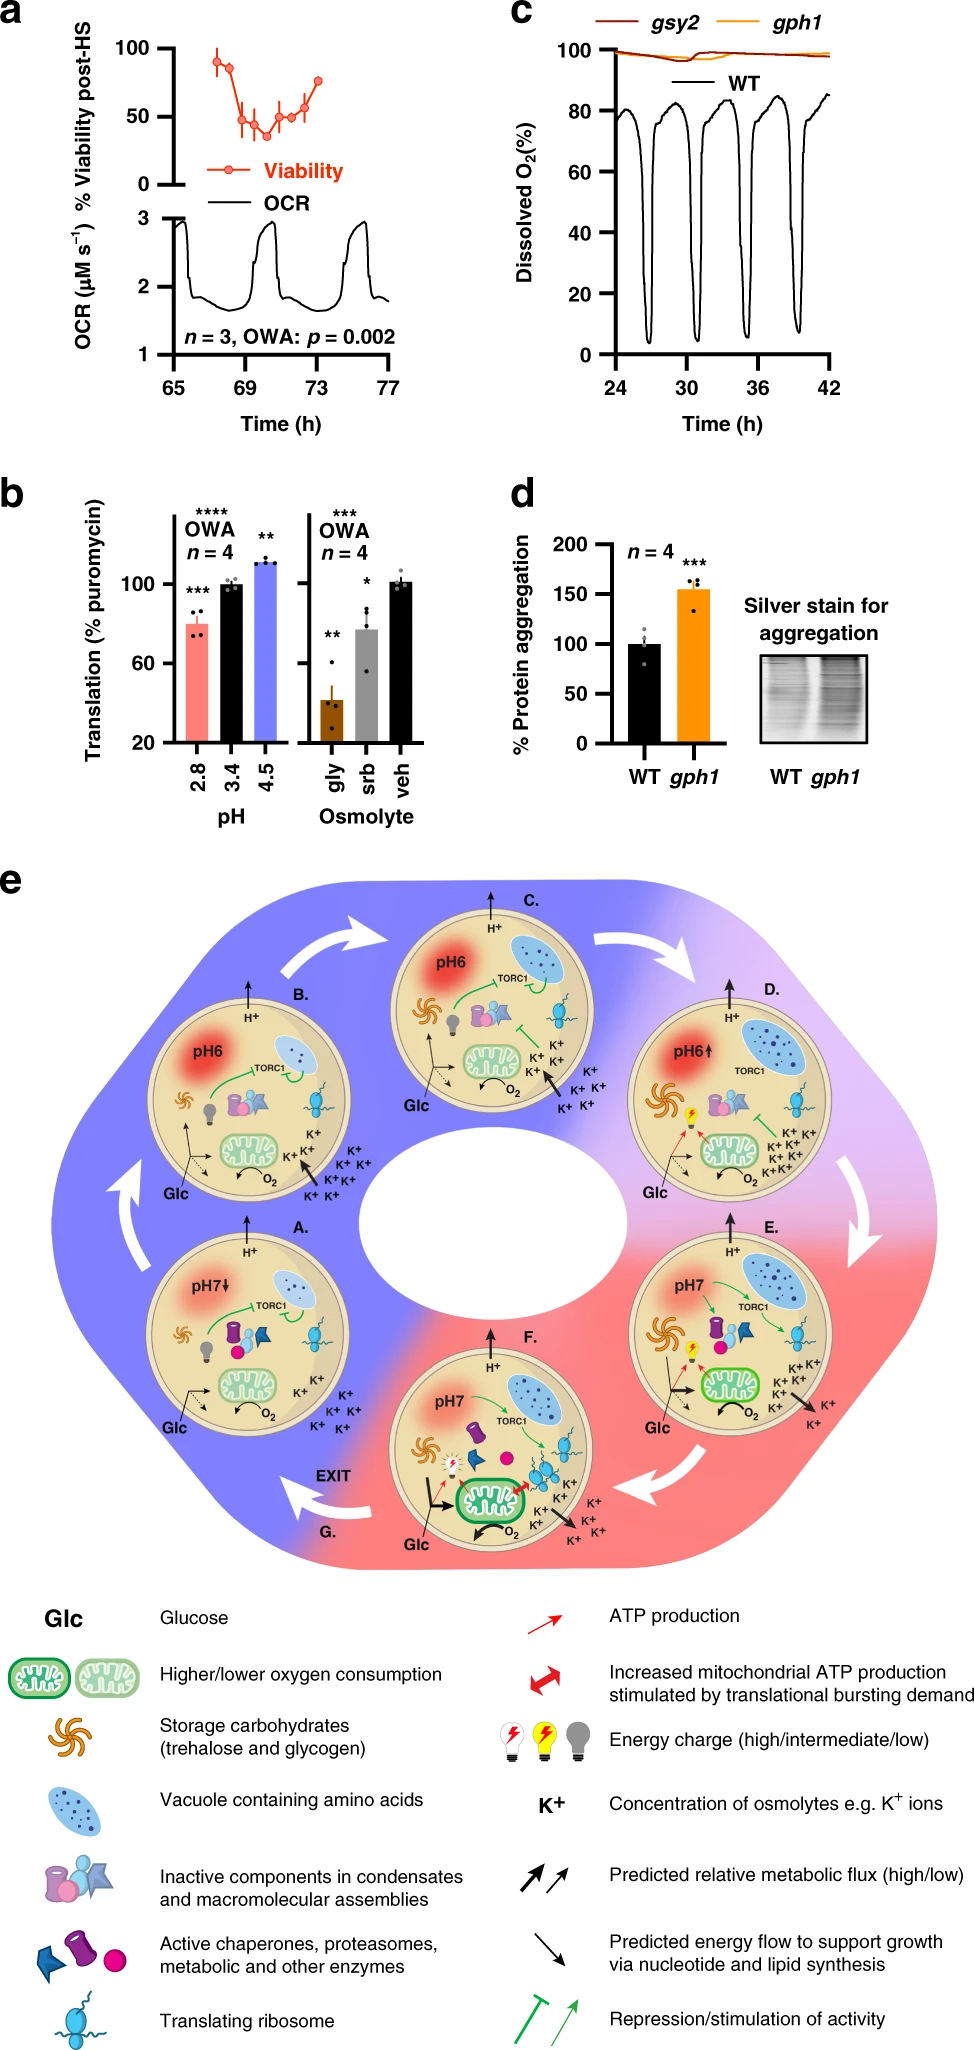 a
% Viability post-HS
100
50
0
Viability
OCR
OCR (µM s⁻¹)
3
2
1
n = 3, OWA: p = 0.002
65
69
73
77
Time (h)
c
gsy2
gph1
WT
Dissolved O₂(%)
100
80
60
40
20
0
24
30
36
42
Time (h)
b
Translation (% puromycin)
100
60
20
****
OWA
n = 4
***
**
2.8
3.4
4.5
pH
***
OWA
n = 4
**
*
gly
srb
veh
Osmolyte
d
% Protein aggregation
200
150
100
50
0
n = 4
***
WT gph1
Silver stain for
aggregation
WT gph1
e
C.
H+
pH6
TORC1
K+
K+ K+
K+
K+
K+ K+
K+ K+
O₂
Glc
B.
H+
pH6
TORC1
K+
K+ K+
K+
K+ K+
K+K+
K+ K+
O₂
Glc
D.
H+
pH6
TORC1
K+ K+
K+ K+
K+ K+
K+ K+
O₂
Glc
A.
H+
pH7
TORC1
K+
K+
K+
K+ K+
K+ K+
O₂
Glc
E.
H+
pH7
TORC1
K+K+
K+ K+
K+
K+
K+
O₂
Glc
F.
H+
pH7
TORC1
K+
K+
K+
K+
K+
K+
K+
K+
O₂
Glc
EXIT
G.
Glc
Glucose
Higher/lower oxygen consumption
Storage carbohydrates
(trehalose and glycogen)
Vacuole containing amino acids
Inactive components in condensates
and macromolecular assemblies
Active chaperones, proteasomes,
metabolic and other enzymes
Translating ribosome
ATP production
Increased mitochondrial ATP production
stimulated by translational bursting demand
Energy charge (high/intermediate/low)
K+
Concentration of osmolytes e.g. K⁺ ions
Predicted relative metabolic flux (high/low)
Predicted energy flow to support growth
via nucleotide and lipid synthesis
Repression/stimulation of activity